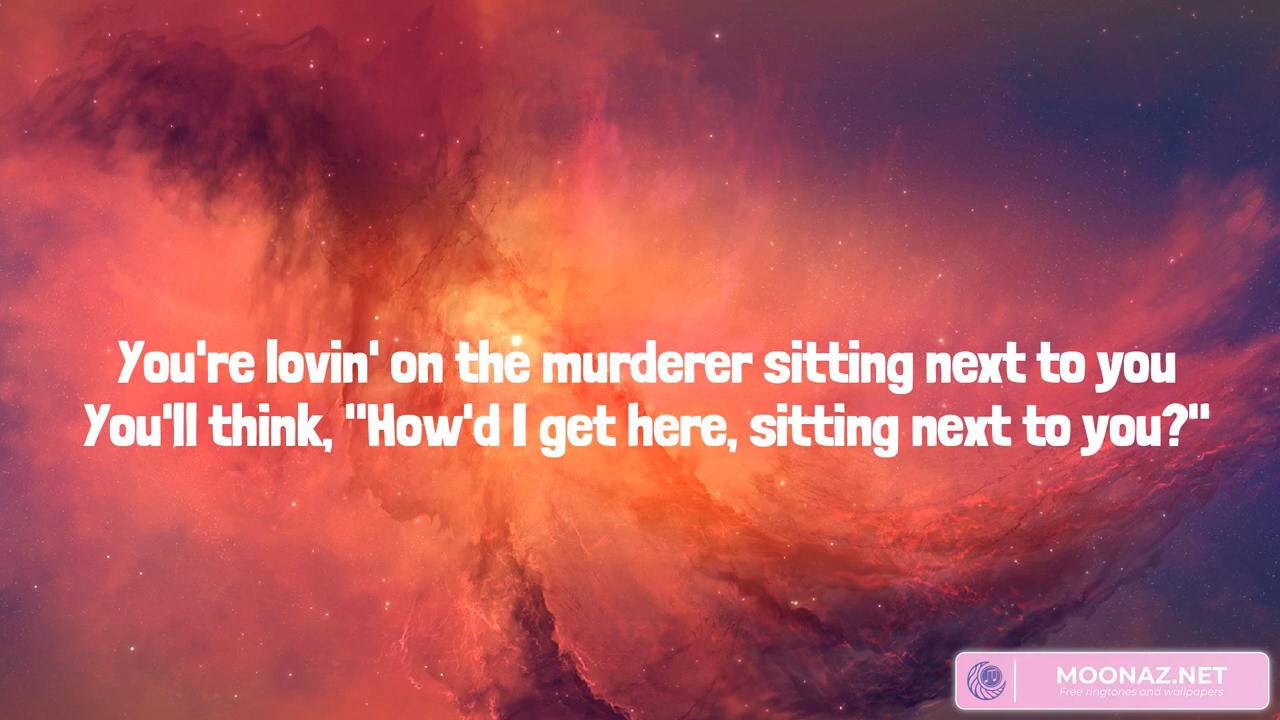 You're lovin' on the murderer sitting next to you
You'll think, "How'd I get here, sitting next to you?"
MOONAZ.NET
Free ringtones and wallpapers